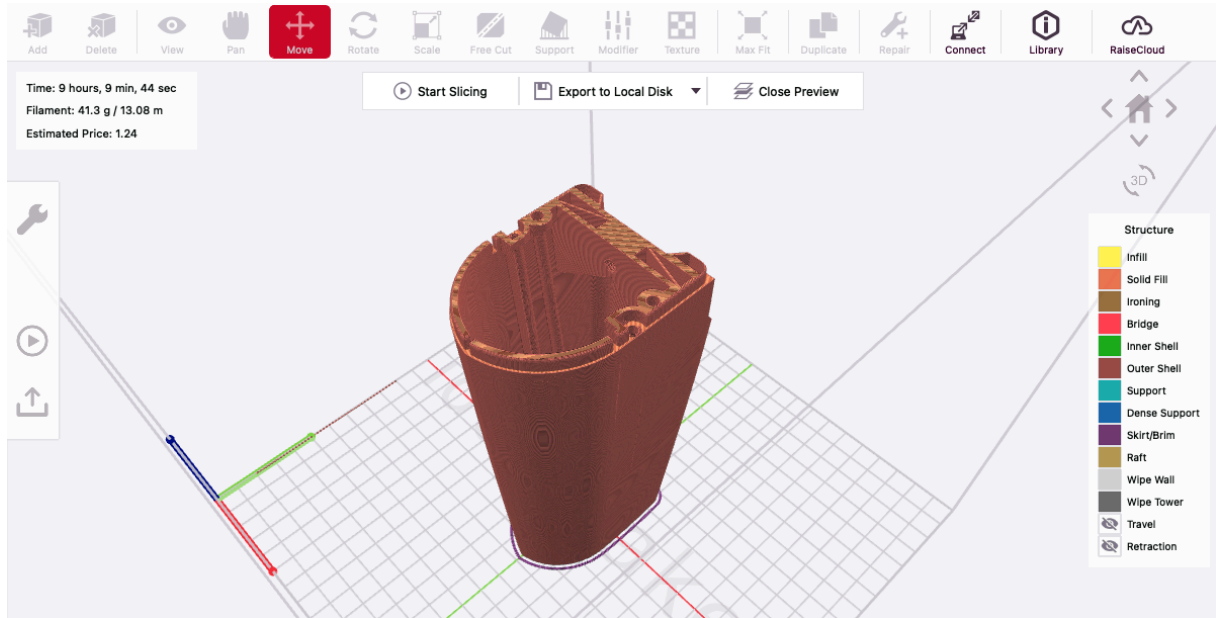 Add
Delete
View
Pan
Move
Rotate
Scale
Free Cut
Support
Modifier
Texture
Max Fit
Duplicate
Repair
Connect
Library
RaiseCloud
Time: 9 hours, 9 min, 44 sec
Filament: 41.3 g / 13.08 m
Estimated Price: 1.24
Start Slicing
Export to Local Disk
Close Preview
3D
Structure
Infill
Solid Fill
Ironing
Bridge
Inner Shell
Outer Shell
Support
Dense Support
Skirt/Brim
Raft
Wipe Wall
Wipe Tower
Travel
Retraction